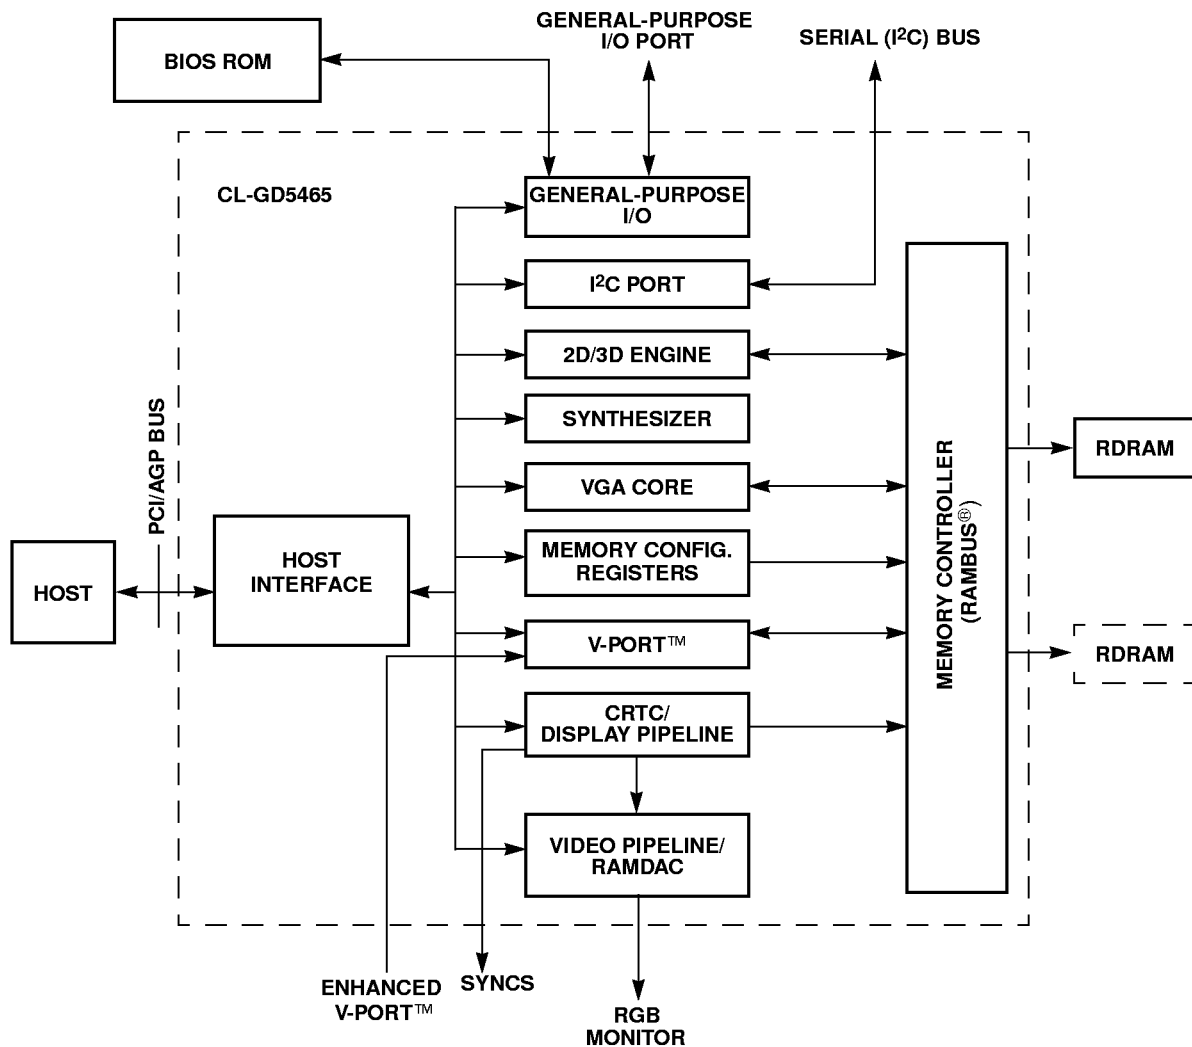 GENERAL-PURPOSE
I/O PORT
SERIAL (I²C) BUS
BIOS ROM
CL-GD5465
GENERAL-PURPOSE
I/O
I²C PORT
2D/3D ENGINE
SYNTHESIZER
VGA CORE
MEMORY CONFIG.
REGISTERS
V-PORT™
CRTC/
DISPLAY PIPELINE
VIDEO PIPELINE/
RAMDAC
PCI/AGP BUS
HOST
HOST
INTERFACE
MEMORY CONTROLLER
(RAMBUS®)
RDRAM
RDRAM
ENHANCED
V-PORT™
SYNCS
RGB
MONITOR